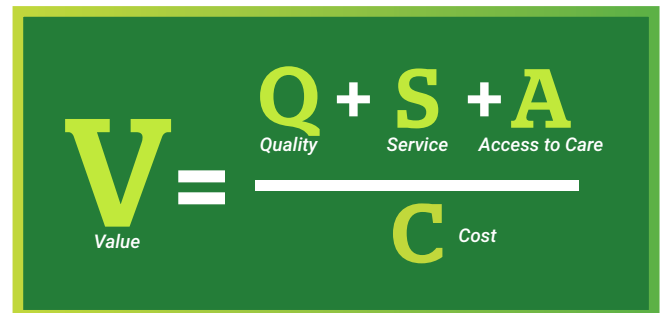 Q + S + A
Quality Service Access to Care
V =
Value
C Cost